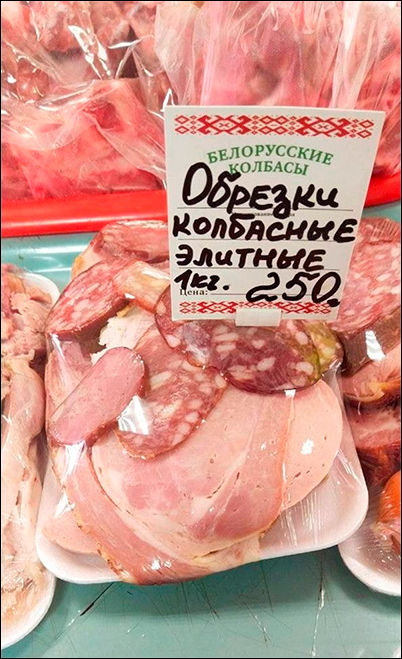 БЕЛОРУССКИЕ
КОЛБАСЫ
Обрезки
колбасные
элитные
1кг.
Цена: 250.